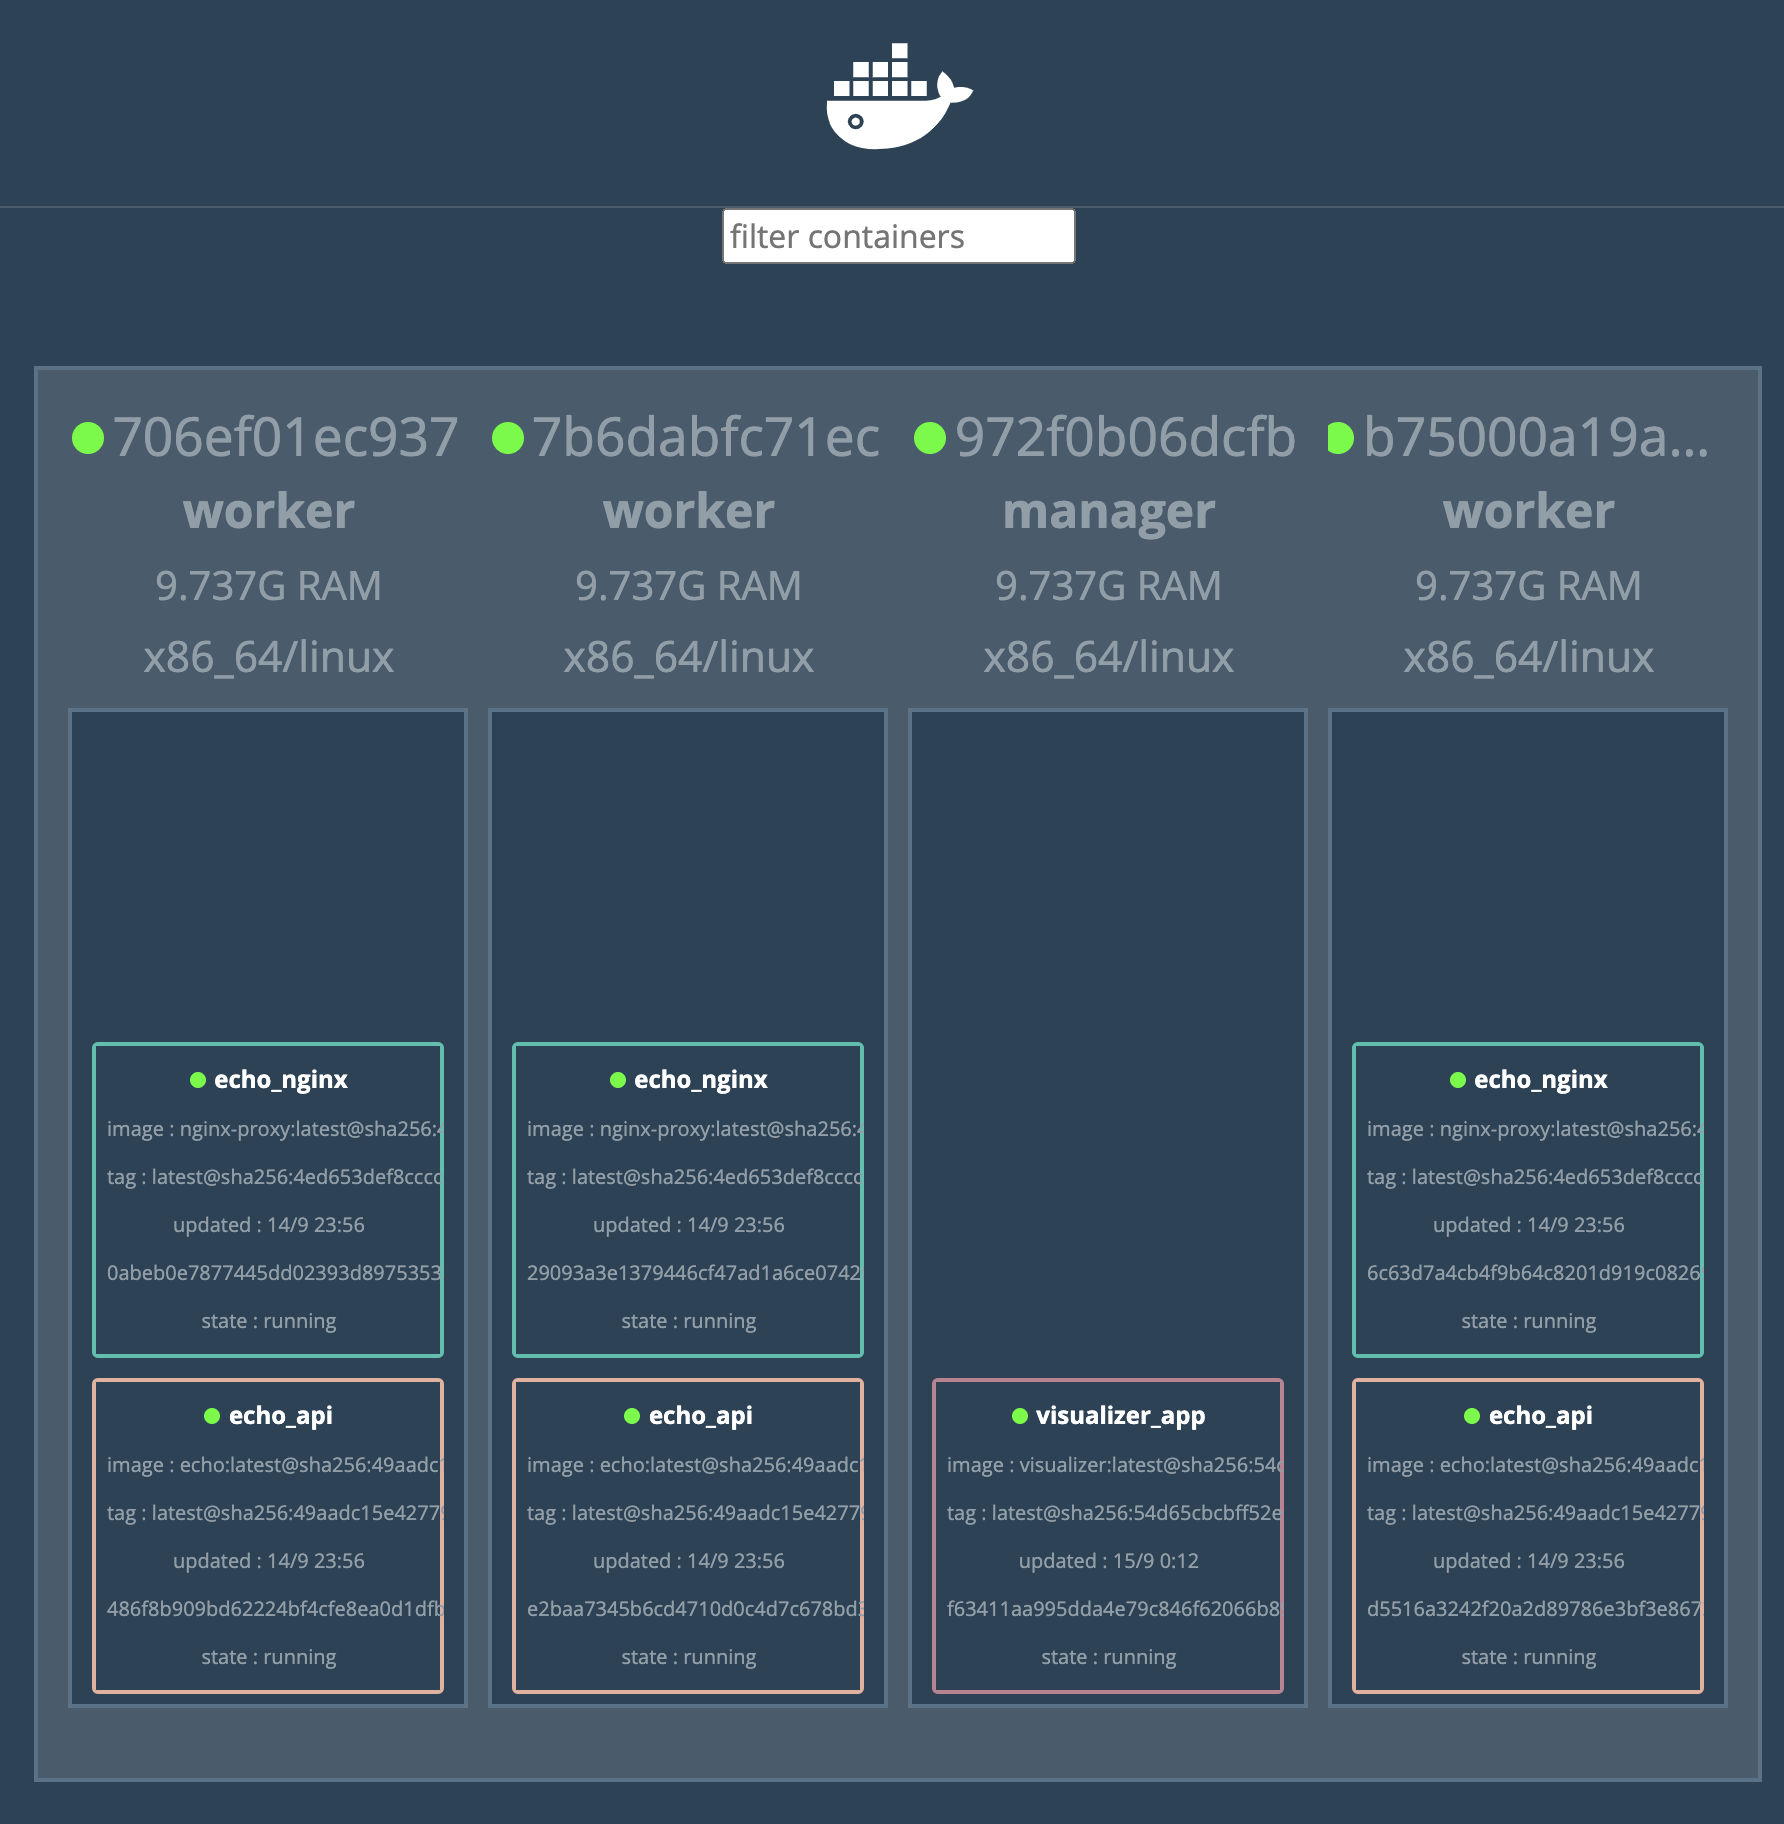 filter containers
706ef01ec937
worker
9.737G RAM
x86_64/linux
echo_nginx
image : nginx-proxy:latest@sha256:4
tag : latest@sha256:4ed653def8cccc
updated : 14/9 23:56
0abeb0e7877445dd02393d8975353
state : running
echo_api
image : echo:latest@sha256:49aadc
tag : latest@sha256:49aadc15e4277
updated : 14/9 23:56
486f8b909bd62224bf4cfe8ea0d1dfb
state : running
7b6dabfc71ec
worker
9.737G RAM
x86_64/linux
echo_nginx
image : nginx-proxy:latest@sha256:4
tag : latest@sha256:4ed653def8cccc
updated : 14/9 23:56
29093a3e1379446cf47ad1a6ce0742
state : running
echo_api
image : echo:latest@sha256:49aadc
tag : latest@sha256:49aadc15e4277
updated : 14/9 23:56
e2baa7345b6cd4710d0c4d7c678bd3
state : running
972f0b06dcfb
manager
9.737G RAM
x86_64/linux
visualizer_app
image : visualizer:latest@sha256:54d
tag : latest@sha256:54d65cbcbff52e
updated : 15/9 0:12
f63411aa995dda4e79c846f62066b8
state : running
b75000a19a...
worker
9.737G RAM
x86_64/linux
echo_nginx
image : nginx-proxy:latest@sha256:4
tag : latest@sha256:4ed653def8cccc
updated : 14/9 23:56
6c63d7a4cb4f9b64c8201d919c0826
state : running
echo_api
image : echo:latest@sha256:49aadc
tag : latest@sha256:49aadc15e4277
updated : 14/9 23:56
d5516a3242f20a2d89786e3bf3e867
state : running